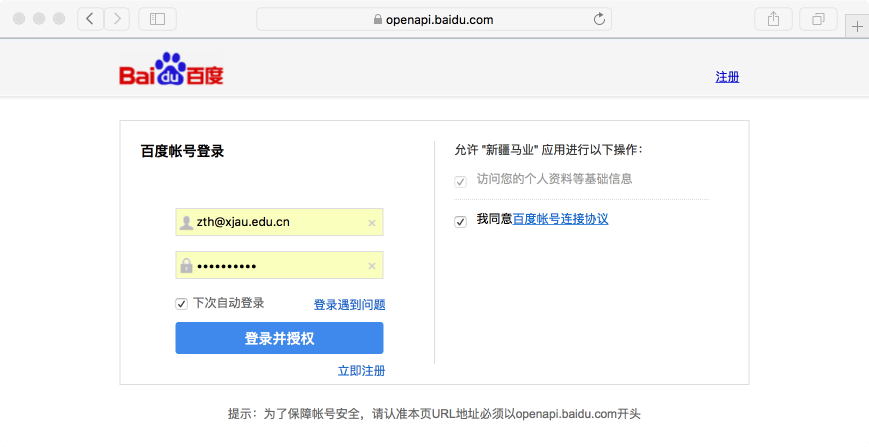 openapi.baidu.com
Bai du 百度
注册
百度帐号登录
zth@xjau.edu.cn
下次自动登录
登录遇到问题
登录并授权
立即注册
允许 "新疆马业" 应用进行以下操作：
访问您的个人资料等基础信息
我同意百度帐号连接协议
提示：为了保障帐号安全，请认准本页URL地址必须以openapi.baidu.com开头